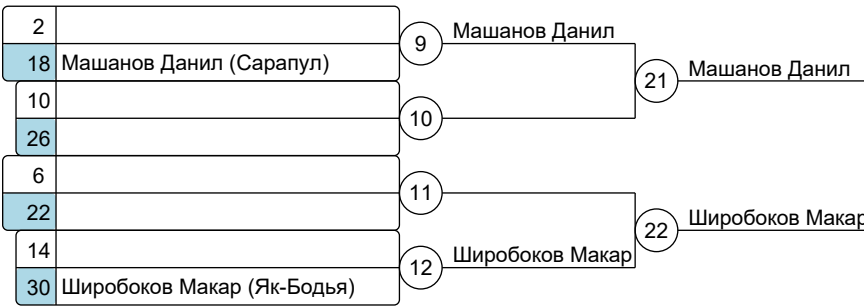 2
9 Машанов Данил
18 Машанов Данил (Сарапул)
21 Машанов Данил
10
10
26
6
11
22
22 Широбоков Макар
14
12 Широбоков Макар
30 Широбоков Макар (Як-Бодья)